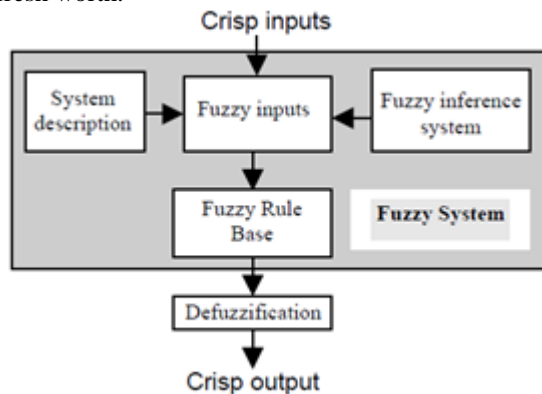 Crisp inputs
System
description
Fuzzy inputs
Fuzzy inference
system
Fuzzy Rule
Base
Fuzzy System
Defuzzification
Crisp output